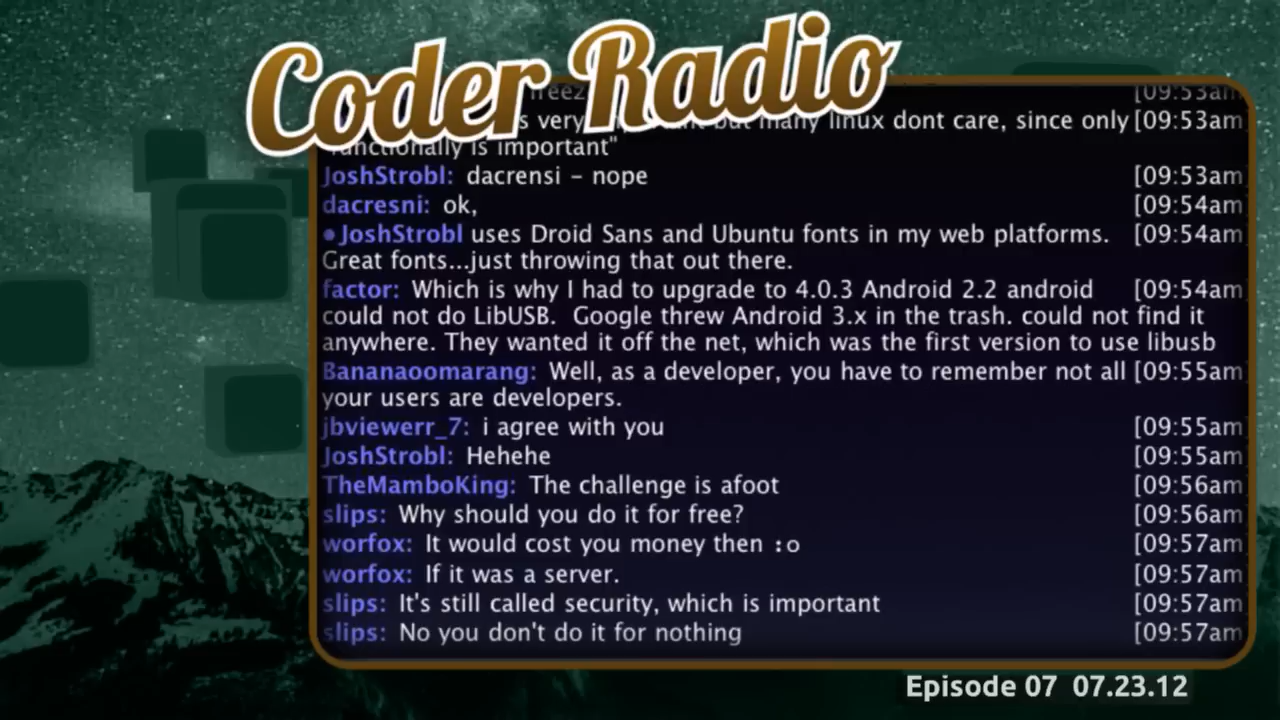 Coder Radio
freez [09:53am
s very but many linux dont care, since only [09:53am]
functionally is important"
JoshStrobl: dacrensi - nope [09:53am]
dacresni: ok, [09:54am]
•JoshStrobl uses Droid Sans and Ubuntu fonts in my web platforms. [09:54am]
Great fonts...just throwing that out there.
factor: Which is why I had to upgrade to 4.0.3 Android 2.2 android [09:54am]
could not do LibUSB. Google threw Android 3.x in the trash. could not find it
anywhere. They wanted it off the net, which was the first version to use libusb
Bananaoomarang: Well, as a developer, you have to remember not all [09:55am]
your users are developers.
jbviewerr_7: i agree with you [09:55am]
JoshStrobl: Hehehe [09:55am]
TheMamboKing: The challenge is afoot [09:56am]
slips: Why should you do it for free? [09:56am]
worfox: It would cost you money then :o [09:57am]
worfox: If it was a server. [09:57am]
slips: It's still called security, which is important [09:57am]
slips: No you don't do it for nothing [09:57am]
Episode 07 07.23.12